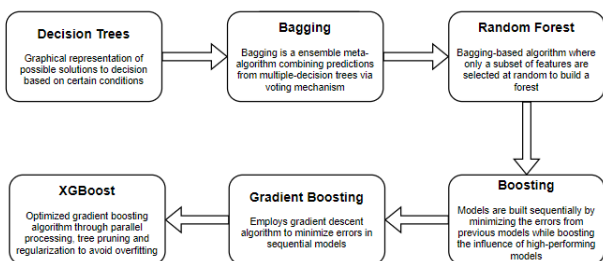 Decision Trees
Graphical representation of
possible solutions to decision
based on certain conditions
Bagging
Bagging is a ensemble meta-
algorithm combining predictions
from multiple-decision trees via
voting mechanism
Random Forest
Bagging-based algorithm where
only a subset of features are
selected at random to build a
forest
Boosting
Models are built sequentially by
minimizing the errors from
previous models while boosting
the influence of high-performing
models
Gradient Boosting
Employs gradient descent
algorithm to minimize errors in
sequential models
XGBoost
Optimized gradient boosting
algorithm through parallel
processing, tree pruning and
regularization to avoid overfitting